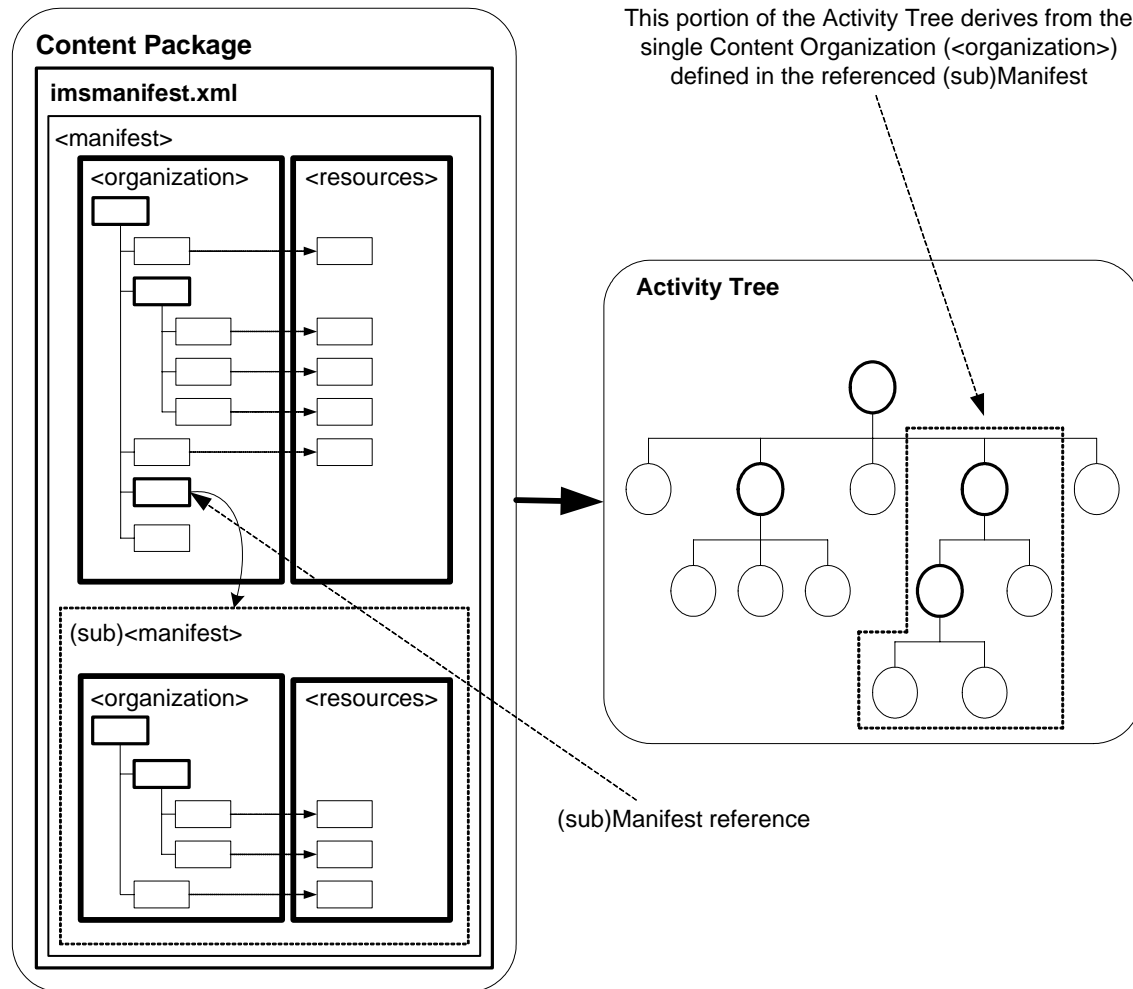 Content Package
imsmanifest.xml
<manifest>
<organization>
<resources>
(sub)<manifest>
<organization>
<resources>
This portion of the Activity Tree derives from the
single Content Organization (<organization>)
defined in the referenced (sub)Manifest
Activity Tree
(sub)Manifest reference